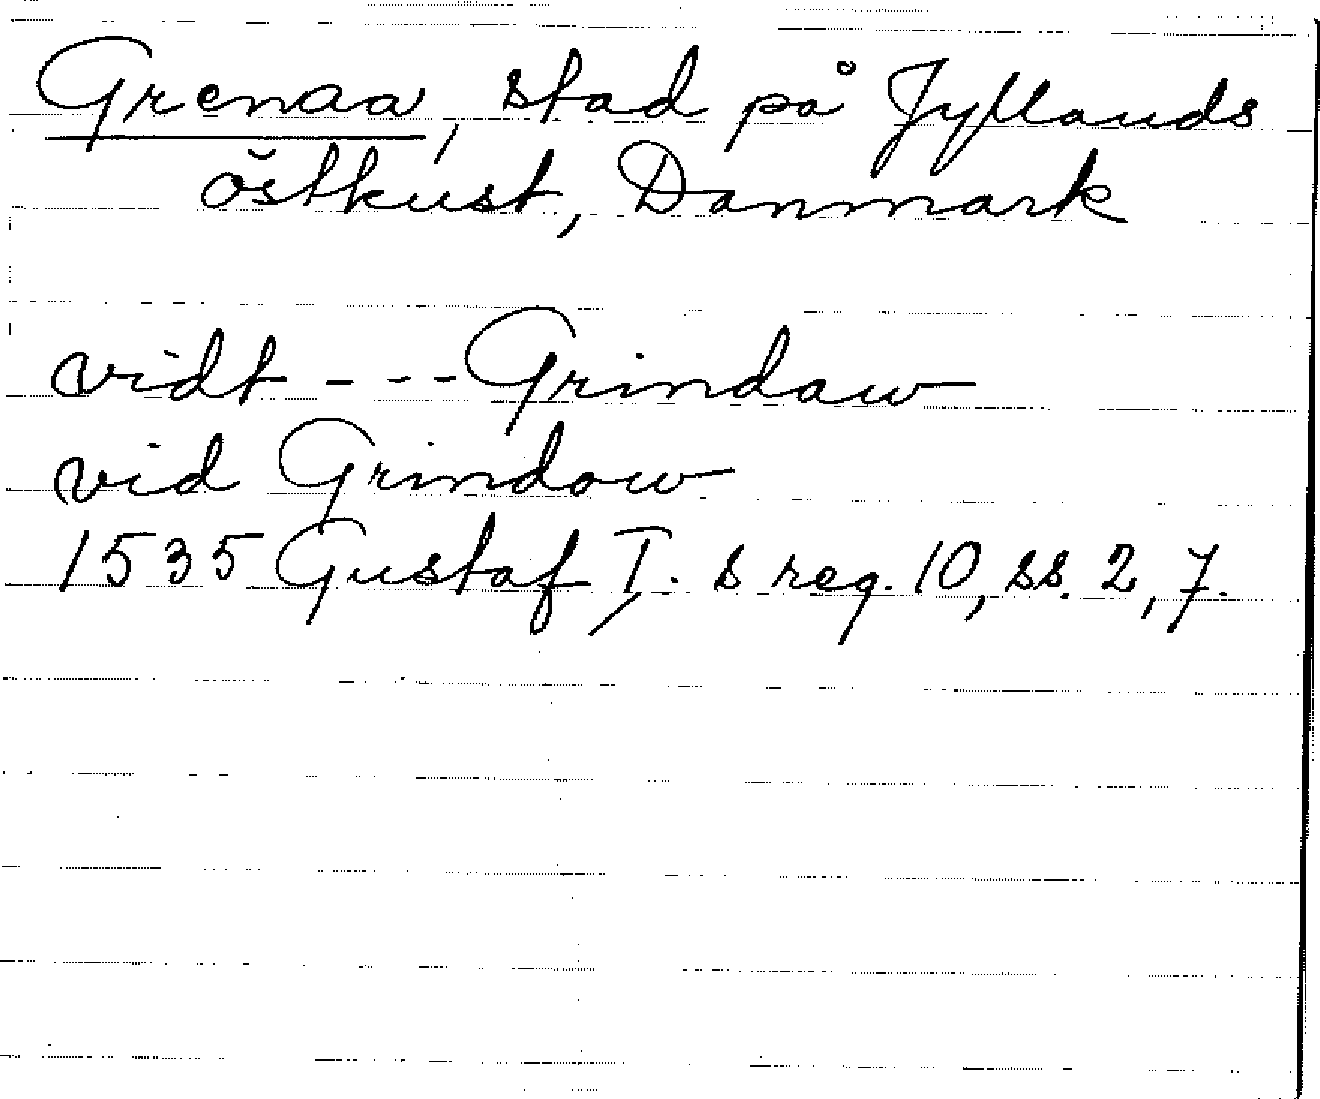 Grenaa, stad på Jyllands
östkust, Danmark
vidt - - - Grindaw
vid Grindow
1535 Gustaf I. s reg. 10, ss. 2, 7.